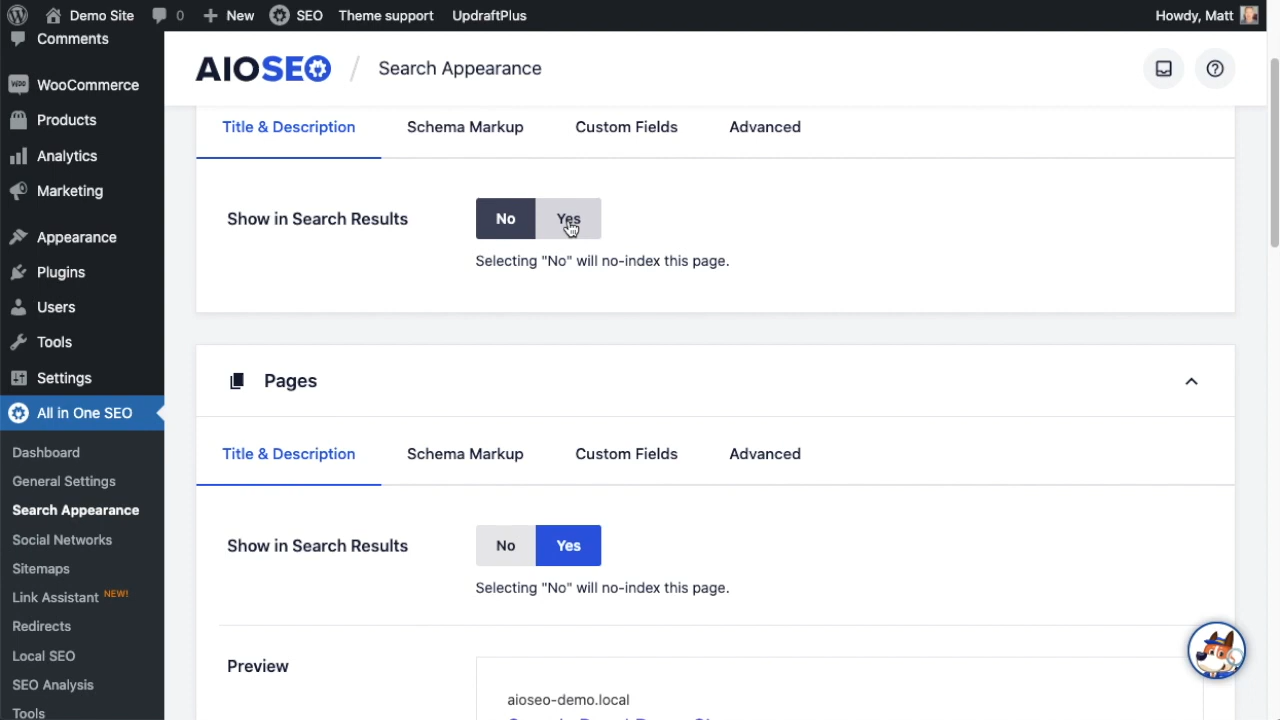 Demo Site
0
New
SEO
Theme support
UpdraftPlus
Howdy, Matt
Comments
WooCommerce
Products
Analytics
Marketing
Appearance
Plugins
Users
Tools
Settings
All in One SEO
Dashboard
General Settings
Search Appearance
Social Networks
Sitemaps
Link Assistant NEW!
Redirects
Local SEO
SEO Analysis
Tools
AIOSEO / Search Appearance
Title & Description
Schema Markup
Custom Fields
Advanced
Show in Search Results
No
Yes
Selecting "No" will no-index this page.
Pages
Title & Description
Schema Markup
Custom Fields
Advanced
Show in Search Results
No
Yes
Selecting "No" will no-index this page.
Preview
aioseo-demo.local